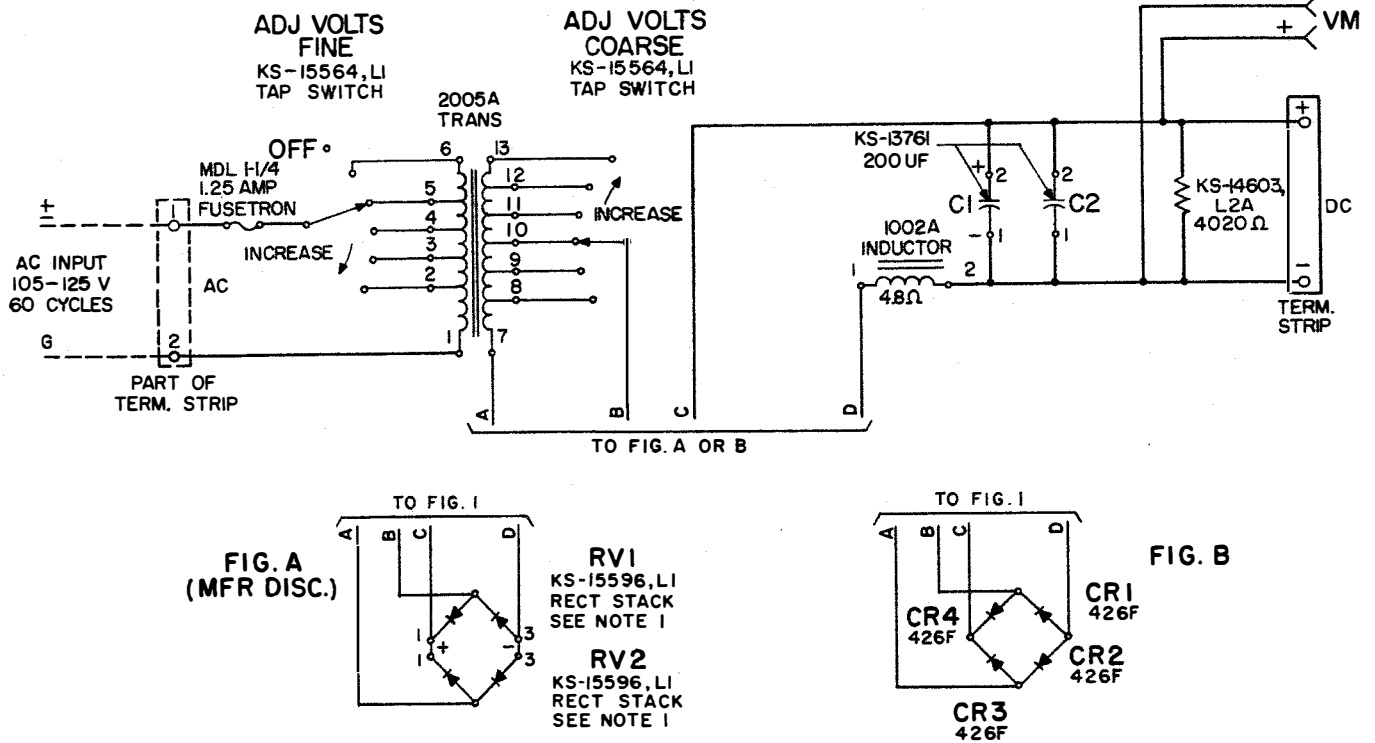 ADJ VOLTS
FINE
KS-15564, L1
TAP SWITCH
ADJ VOLTS
COARSE
KS-15564, L1
TAP SWITCH
2005A
TRANS
OFF
MDL 1-1/4
1.25 AMP
FUSETRON
INCREASE
6
5
4
3
2
1
13
12
11
10
9
8
7
INCREASE
±
AC INPUT
105-125 V
60 CYCLES
G
1
2
AC
PART OF
TERM. STRIP
A
B
C
D
TO FIG. A OR B
KS-13761
200 UF
+
2
C1
- 1
2
C2
1
1002A
INDUCTOR
1
2
4.8Ω
KS-14603,
L2A
4020Ω
+
VM
+
DC
-
TERM.
STRIP
TO FIG. 1
A
B
C
D
FIG. A
(MFR DISC.)
1
+
1
3
-
3
RV1
KS-15596, L1
RECT STACK
SEE NOTE 1
RV2
KS-15596, L1
RECT STACK
SEE NOTE 1
TO FIG. 1
A
B
C
D
FIG. B
CR1
426F
CR4
426F
CR2
426F
CR3
426F